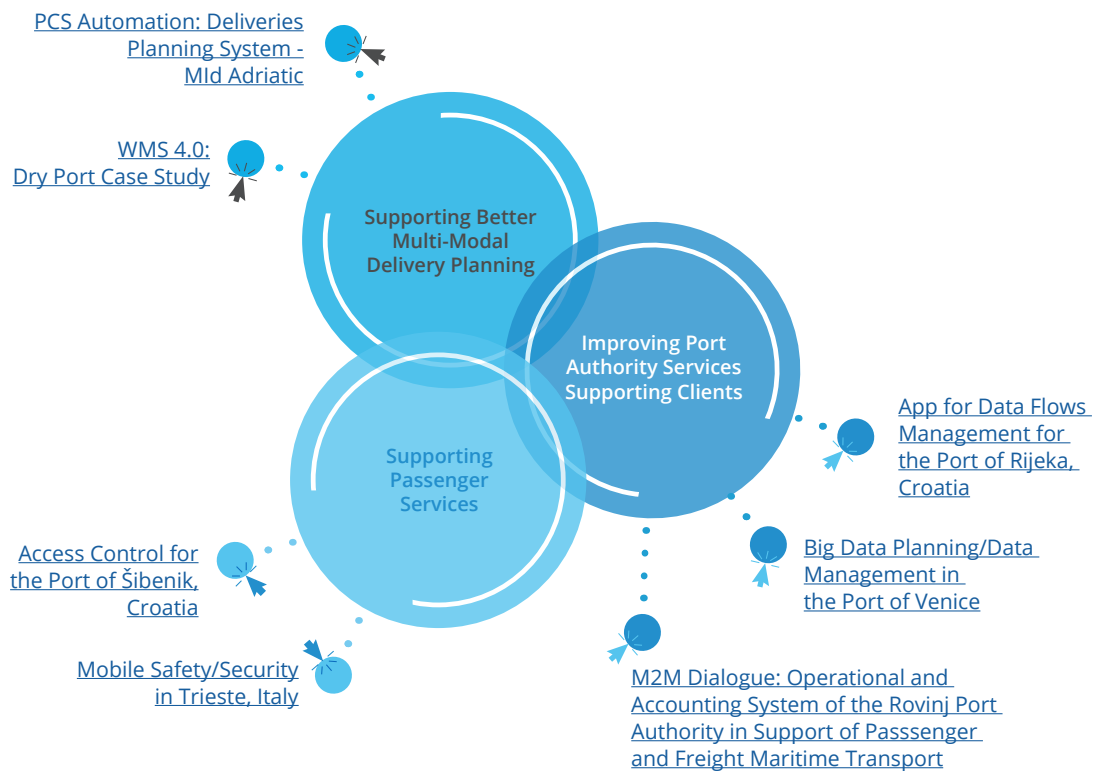 PCS Automation: Deliveries
Planning System -
MId Adriatic
WMS 4.0:
Dry Port Case Study
Supporting Better
Multi-Modal
Delivery Planning
Improving Port
Authority Services
Supporting Clients
Supporting
Passenger
Services
App for Data Flows
Management for
the Port of Rijeka,
Croatia
Big Data Planning/Data
Management in
the Port of Venice
M2M Dialogue: Operational and
Accounting System of the Rovinj Port
Authority in Support of Passsenger
and Freight Maritime Transport
Access Control for
the Port of Šibenik,
Croatia
Mobile Safety/Security
in Trieste, Italy